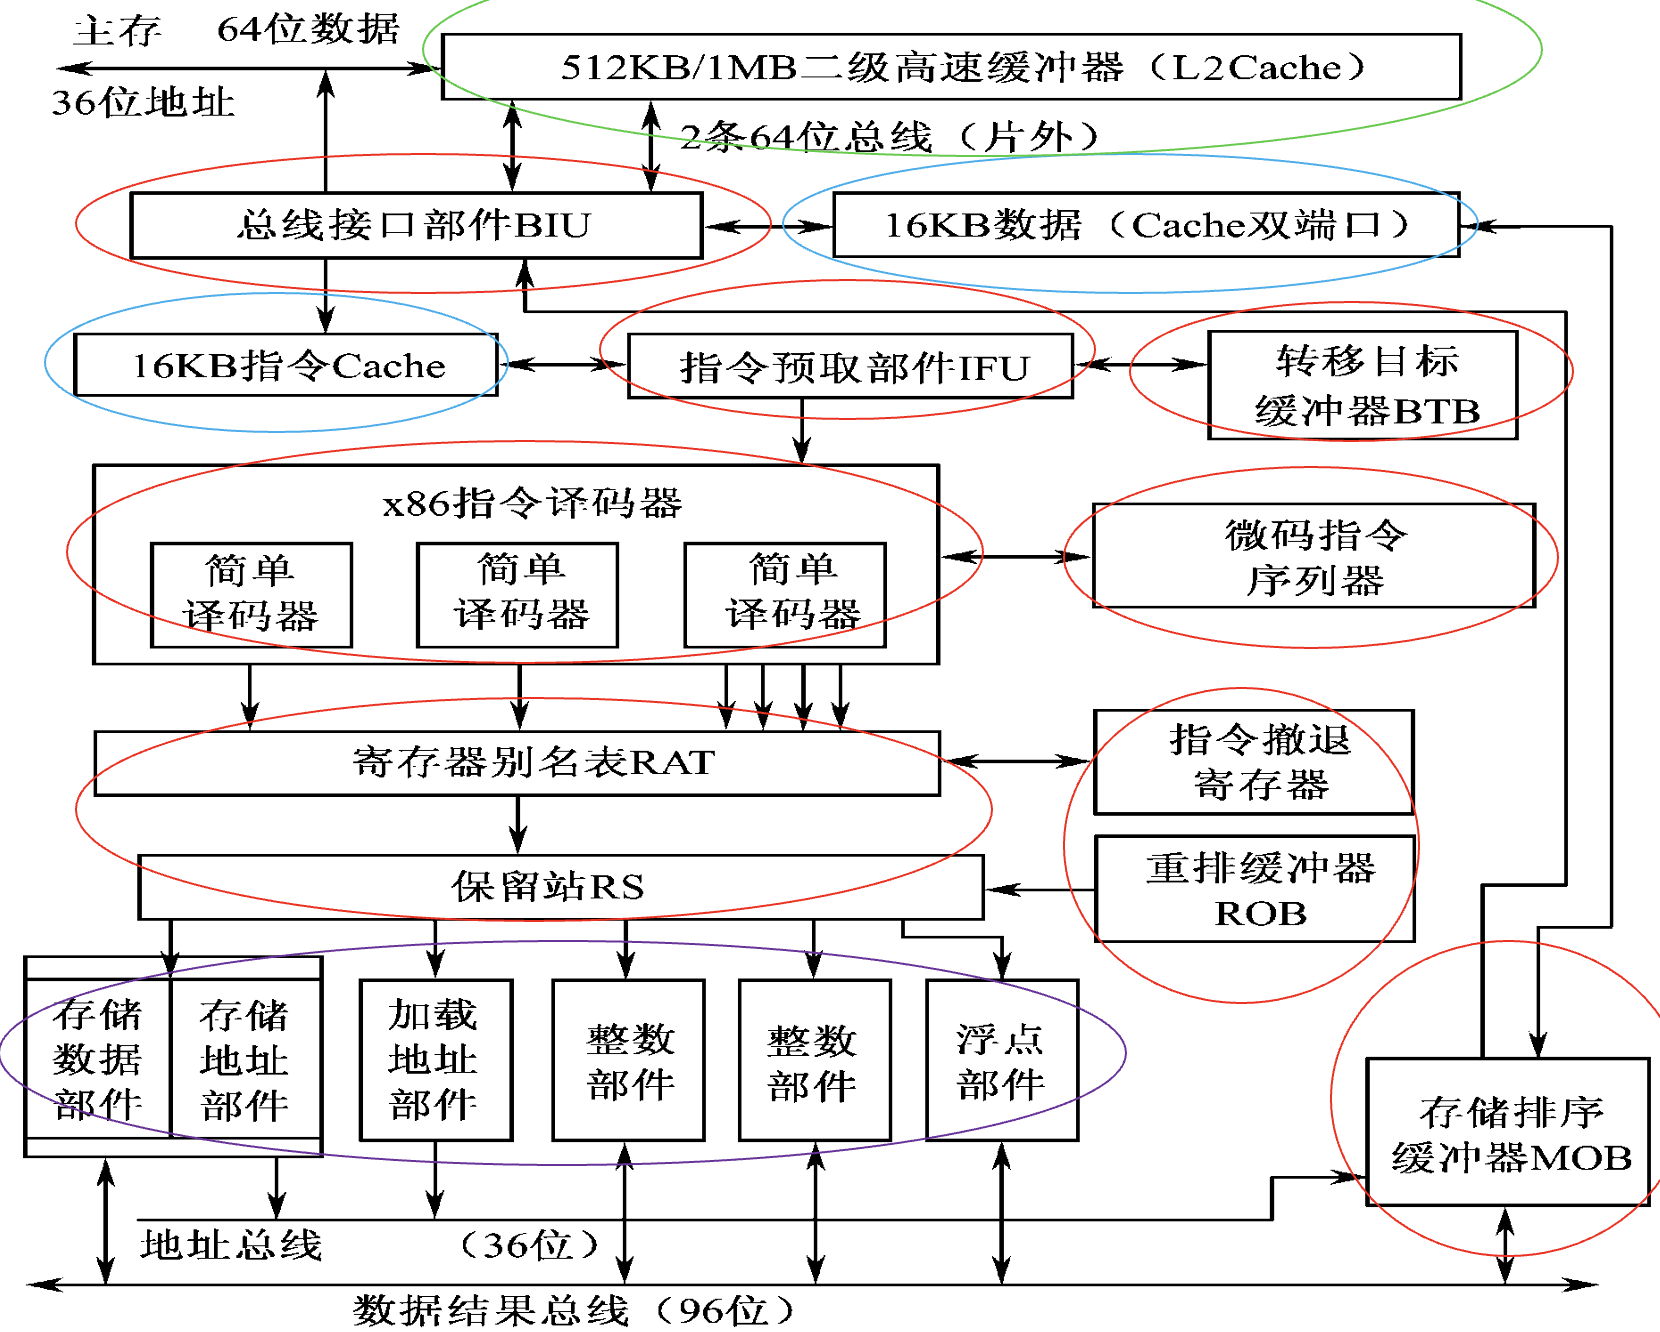 主存 64位数据
36位地址
512KB/1MB二级高速缓冲器（L2Cache）
2条64位总线（片外）
总线接口部件BIU
16KB数据（Cache双端口）
16KB指令Cache
指令预取部件IFU
转移目标
缓冲器BTB
x86指令译码器
简单
译码器
简单
译码器
简单
译码器
微码指令
序列器
寄存器别名表RAT
指令撤退
寄存器
保留站RS
重排缓冲器
ROB
存储
数据
部件
存储
地址
部件
加载
地址
部件
整数
部件
整数
部件
浮点
部件
存储排序
缓冲器MOB
地址总线 （36位）
数据结果总线（96位）